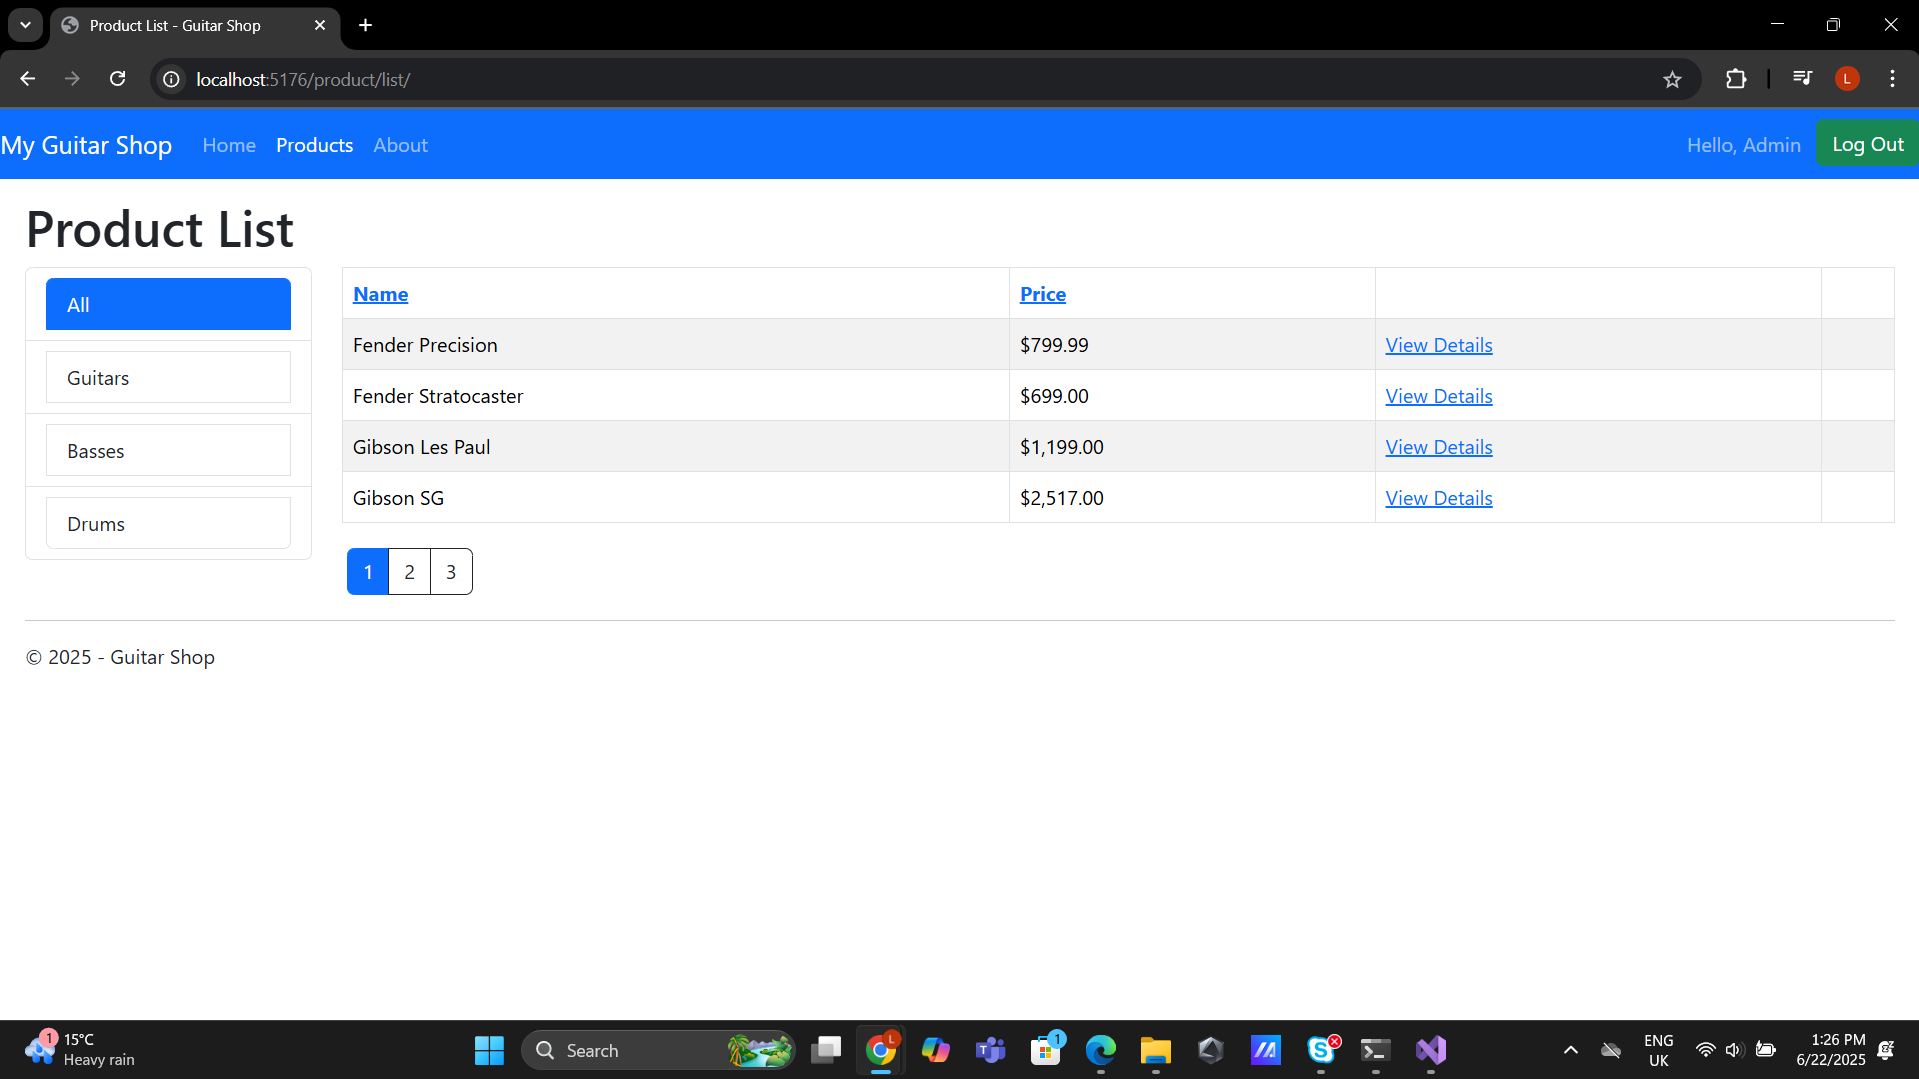 Product List - Guitar Shop
localhost:5176/product/list/
L
My Guitar Shop Home Products About Hello, Admin Log Out
Product List
All
Guitars
Basses
Drums
Name Price
Fender Precision $799.99 View Details
Fender Stratocaster $699.00 View Details
Gibson Les Paul $1,199.00 View Details
Gibson SG $2,517.00 View Details
1 2 3
© 2025 - Guitar Shop
1
15°C
Heavy rain
Search
L
1
ENG
UK
1:26 PM
6/22/2025